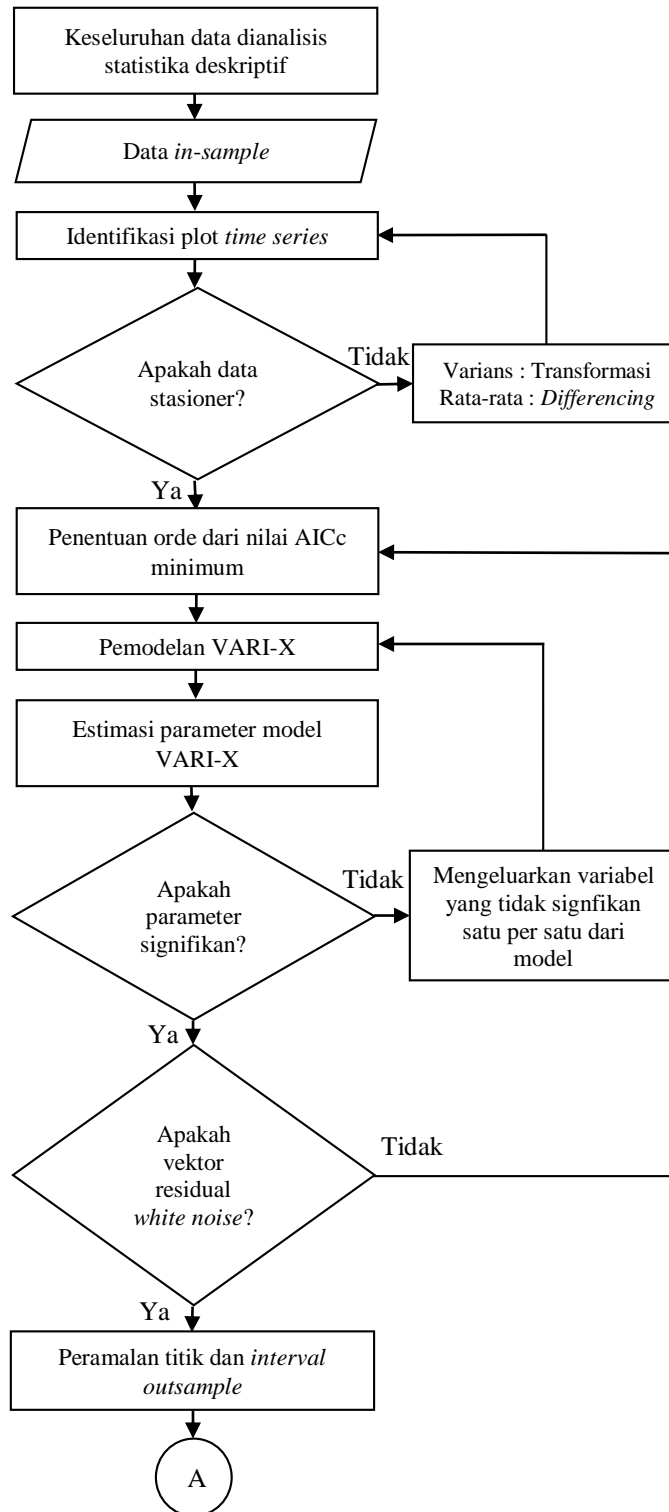 Keseluruhan data dianalisis
statistika deskriptif
Data in-sample
Identifikasi plot time series
Apakah data
stasioner?
Tidak
Varians : Transformasi
Rata-rata : Differencing
Ya
Penentuan orde dari nilai AICc
minimum
Pemodelan VARI-X
Estimasi parameter model
VARI-X
Apakah
parameter
signifikan?
Tidak
Mengeluarkan variabel
yang tidak signfikan
satu per satu dari
model
Ya
Apakah
vektor
residual
white noise?
Tidak
Ya
Peramalan titik dan interval
outsample
A